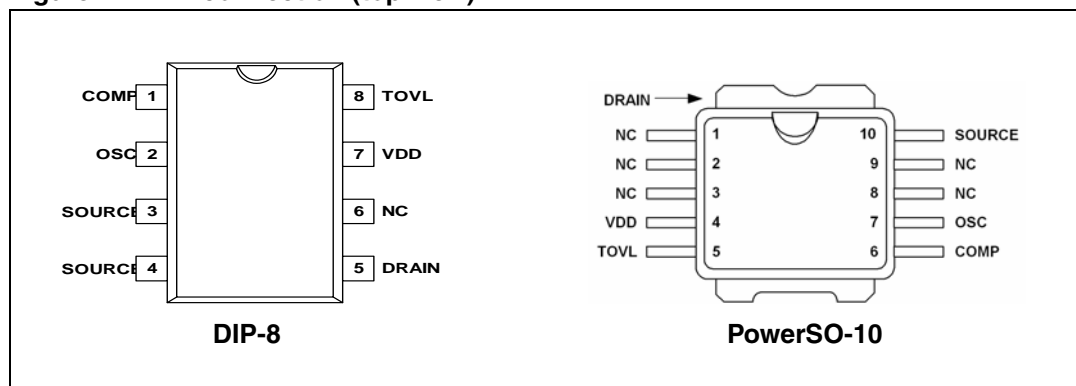 COMP 1
OSC 2
SOURCE 3
SOURCE 4
8 TOVL
7 VDD
6 NC
5 DRAIN
DIP-8
DRAIN
NC 1
NC 2
NC 3
VDD 4
TOVL 5
10 SOURCE
9 NC
8 NC
7 OSC
6 COMP
PowerSO-10